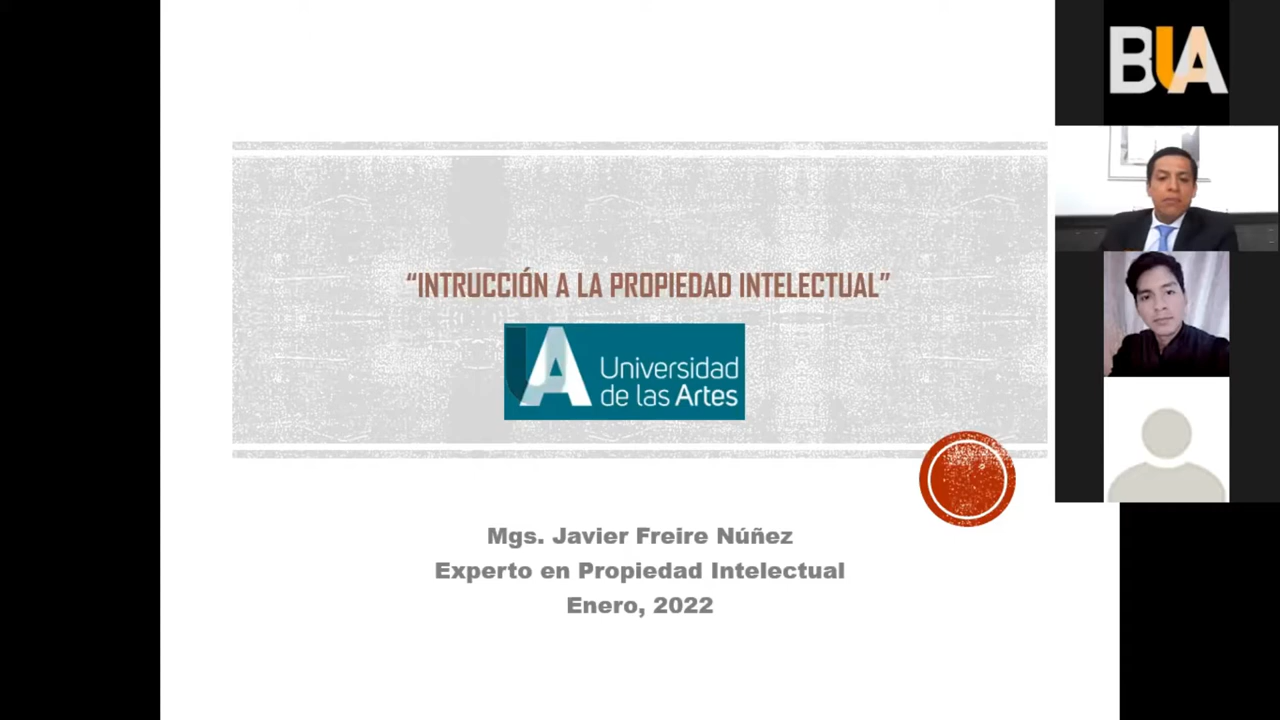 “INTRUCCIÓN A LA PROPIEDAD INTELECTUAL”
UA Universidad
de las Artes
Mgs. Javier Freire Núñez
Experto en Propiedad Intelectual
Enero, 2022
BUA